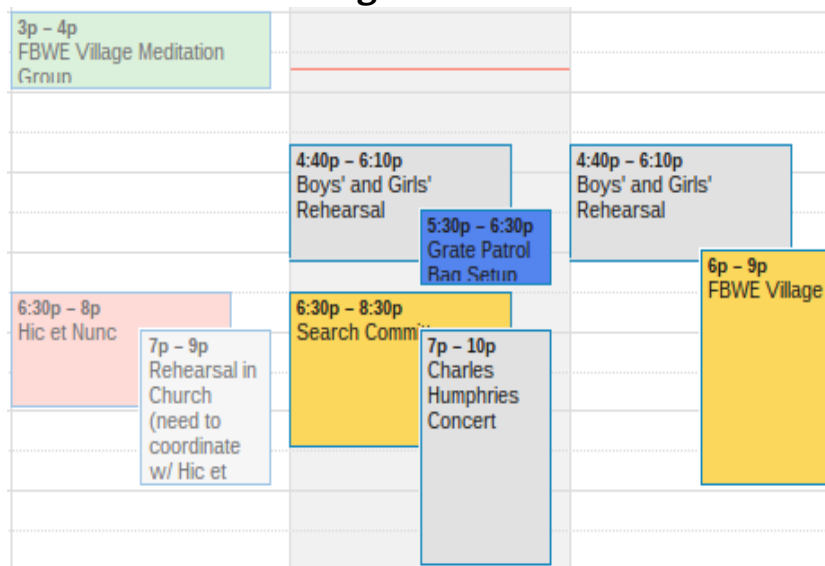 3p – 4p
FBWE Village Meditation
Group
4:40p – 6:10p
Boys' and Girls'
Rehearsal
5:30p – 6:30p
Grate Patrol
Bag Setup
4:40p – 6:10p
Boys' and Girls'
Rehearsal
6p – 9p
FBWE Village
6:30p – 8p
Hic et Nunc
7p – 9p
Rehearsal in
Church
(need to
coordinate
w/ Hic et
6:30p – 8:30p
Search Commi
7p – 10p
Charles
Humphries
Concert